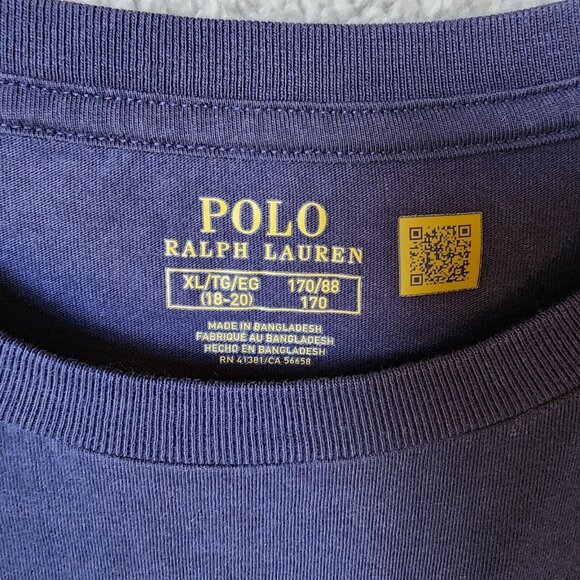 POLO
RALPH LAUREN
XL/TG/EG 170/88
(18-20) 170
MADE IN BANGLADESH
FABRIQUÉ AU BANGLADESH
HECHO EN BANGLADESH
RN 41381/CA 56658